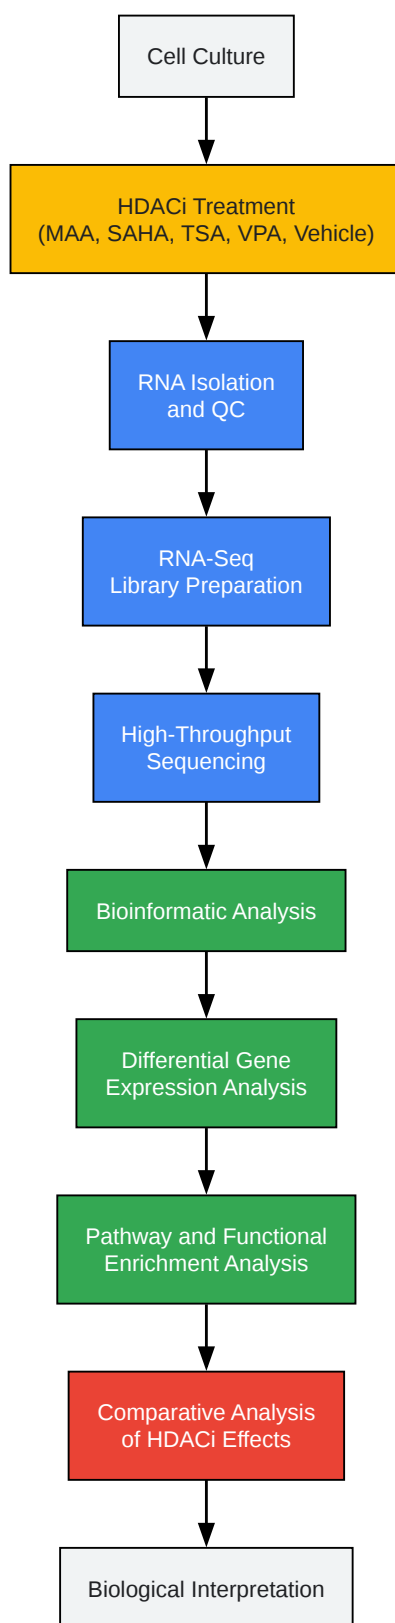 Cell Culture
HDACi Treatment
(MAA, SAHA, TSA, VPA, Vehicle)
RNA Isolation
and QC
RNA-Seq
Library Preparation
High-Throughput
Sequencing
Bioinformatic Analysis
Differential Gene
Expression Analysis
Pathway and Functional
Enrichment Analysis
Comparative Analysis
of HDACi Effects
Biological Interpretation